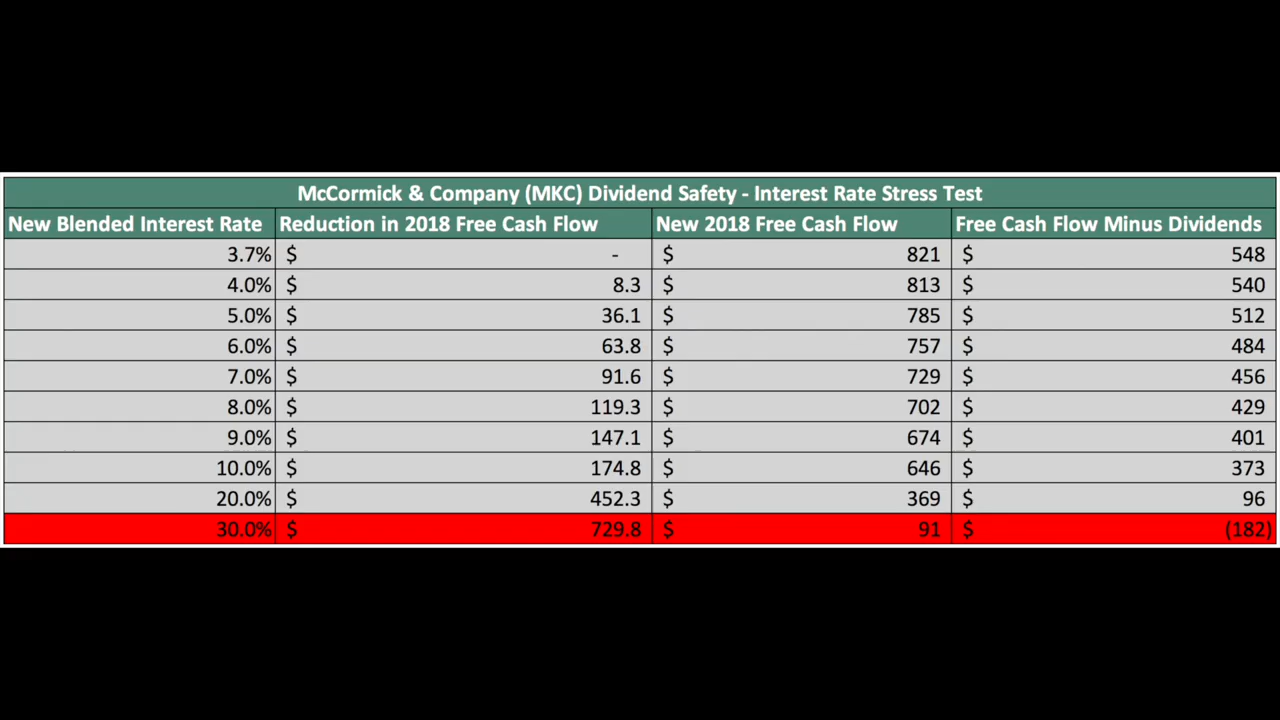 McCormick & Company (MKC) Dividend Safety - Interest Rate Stress Test
New Blended Interest Rate Reduction in 2018 Free Cash Flow New 2018 Free Cash Flow Free Cash Flow Minus Dividends
3.7% $ - $ 821 $ 548
4.0% $ 8.3 $ 813 $ 540
5.0% $ 36.1 $ 785 $ 512
6.0% $ 63.8 $ 757 $ 484
7.0% $ 91.6 $ 729 $ 456
8.0% $ 119.3 $ 702 $ 429
9.0% $ 147.1 $ 674 $ 401
10.0% $ 174.8 $ 646 $ 373
20.0% $ 452.3 $ 369 $ 96
30.0% $ 729.8 $ 91 $ (182)